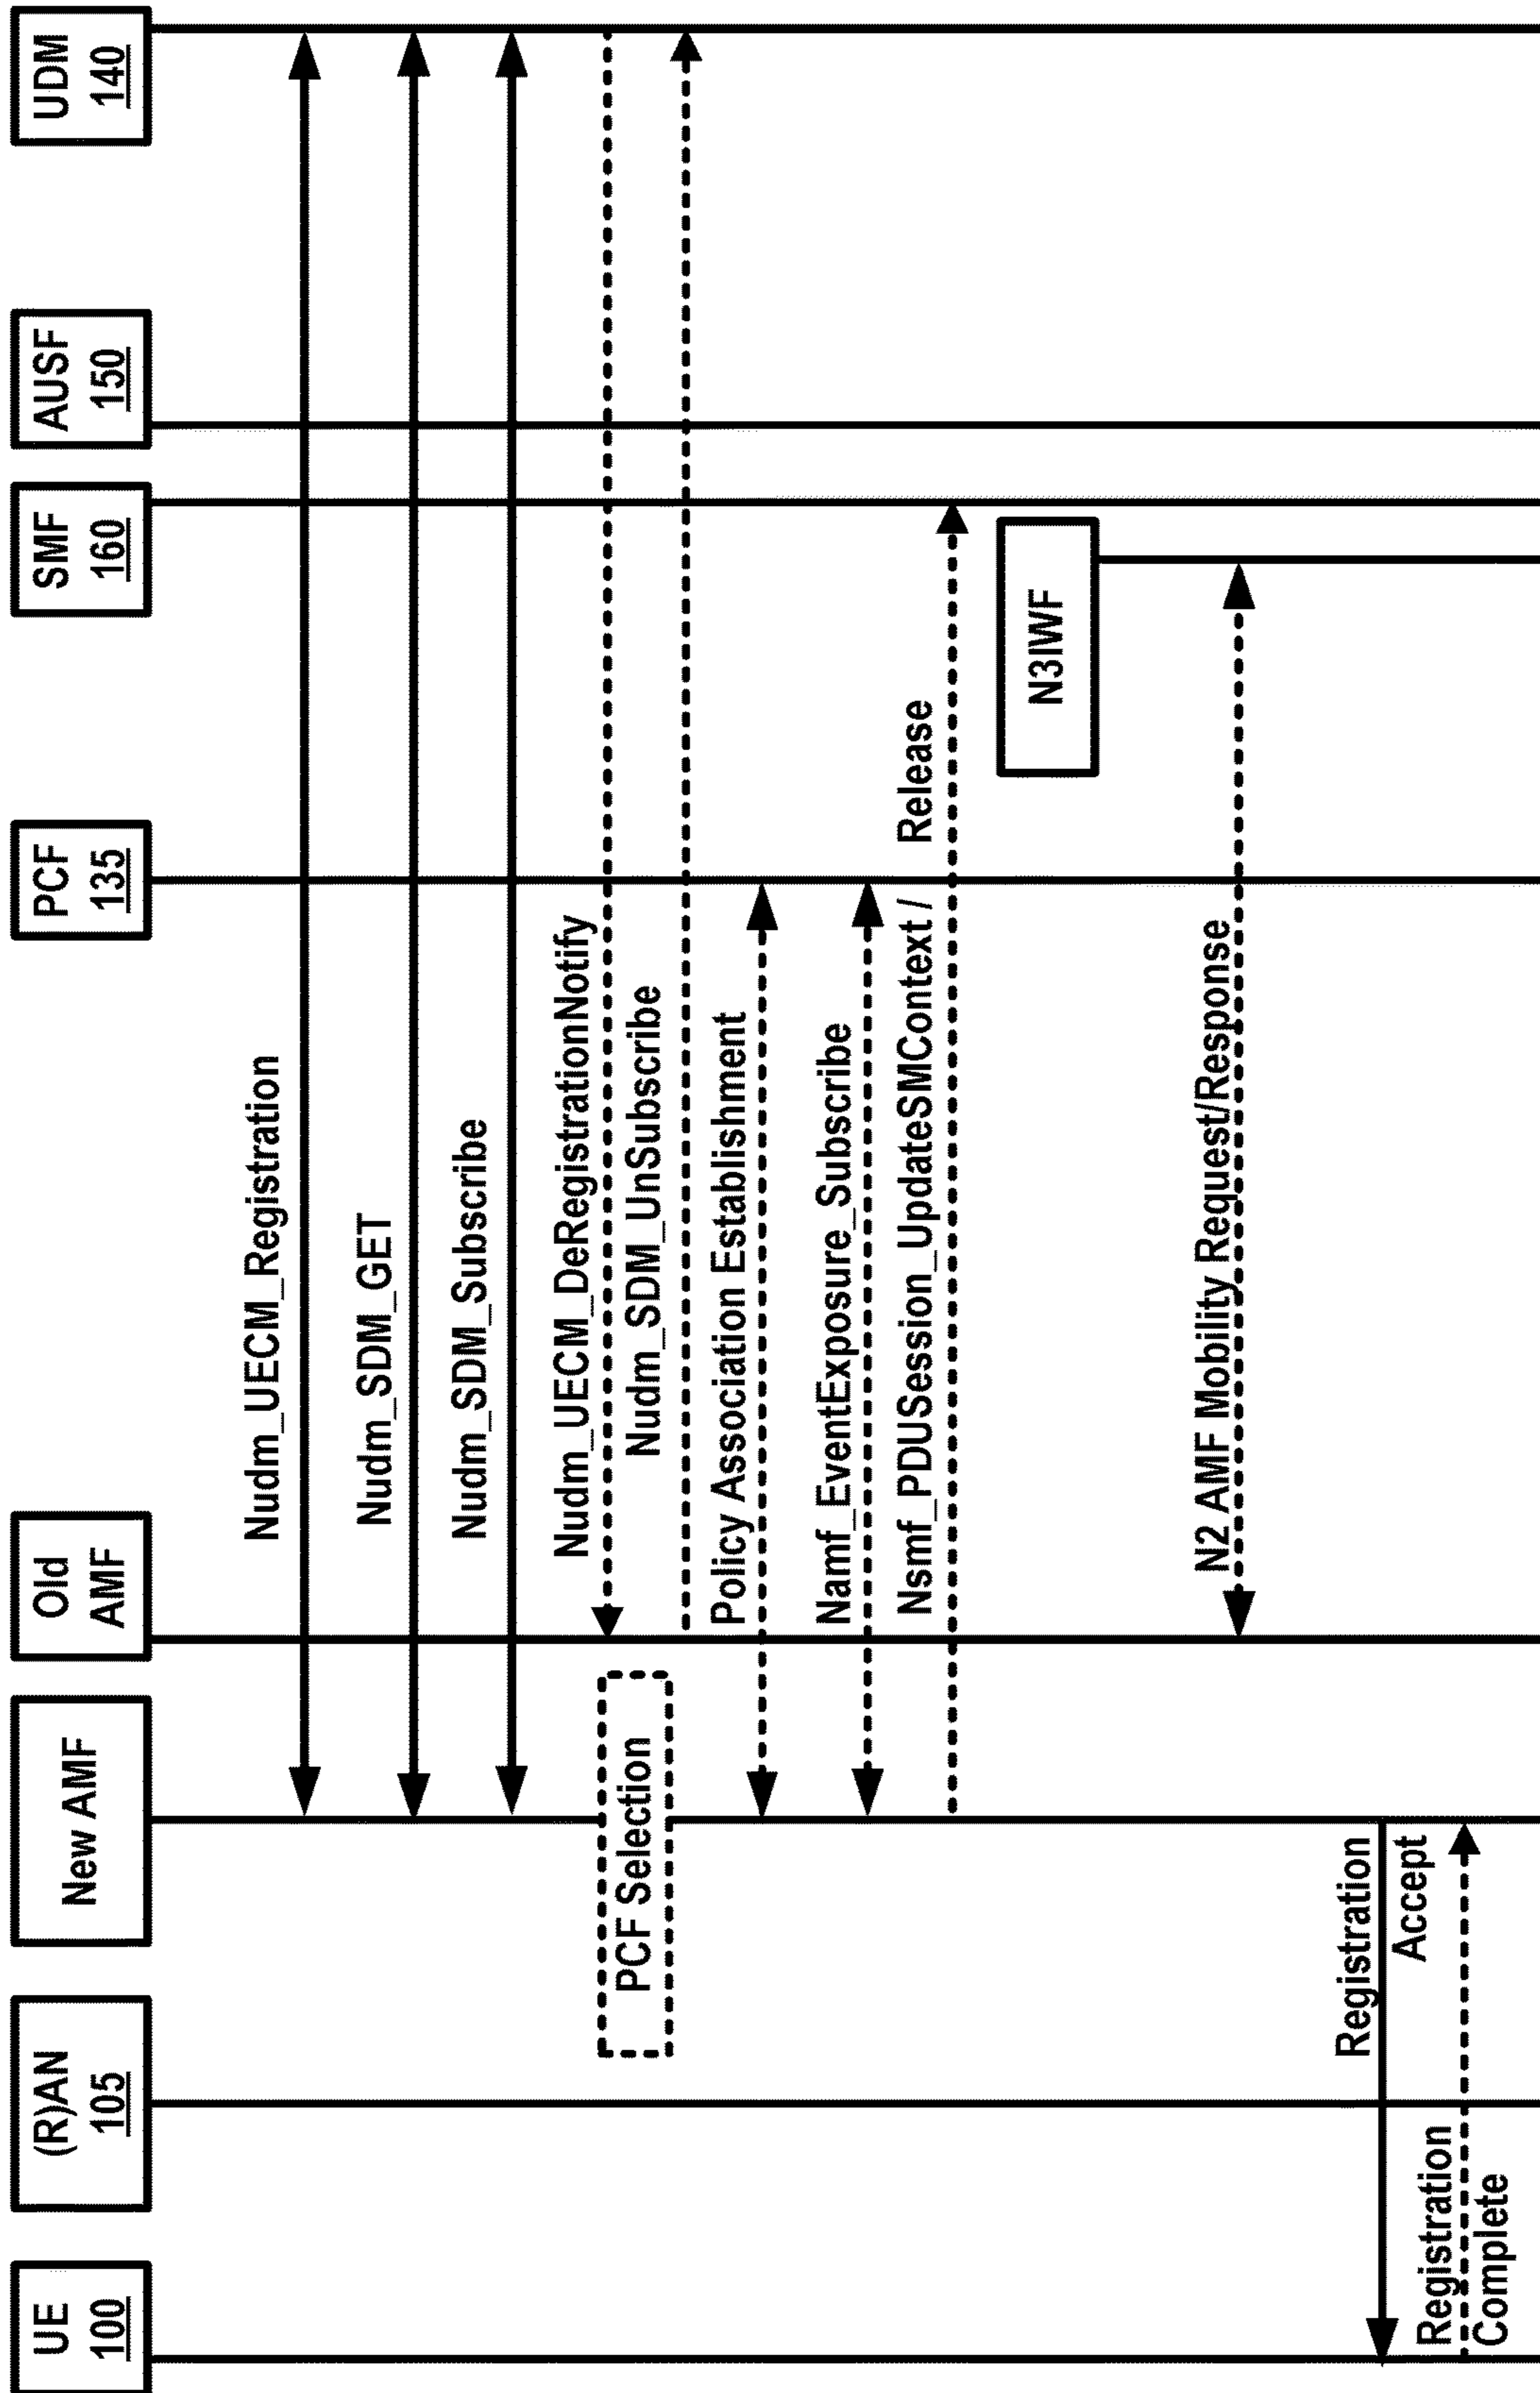 UE
100
(R)AN
105
New AMF
Old
AMF
PCF
135
SMF
160
AUSF
150
UDM
140
Nudm_UECM_Registration
Nudm_SDM_GET
Nudm_SDM_Subscribe
Nudm_UECM_DeRegistrationNotify
PCF Selection
Nudm_SDM_UnSubscribe
Policy Association Establishment
Namf_EventExposure_Subscribe
Nsmf_PDUSession_UpdateSMContext / Release
N3IWF
N2 AMF Mobility Request/Response
Registration
Accept
Registration
Complete